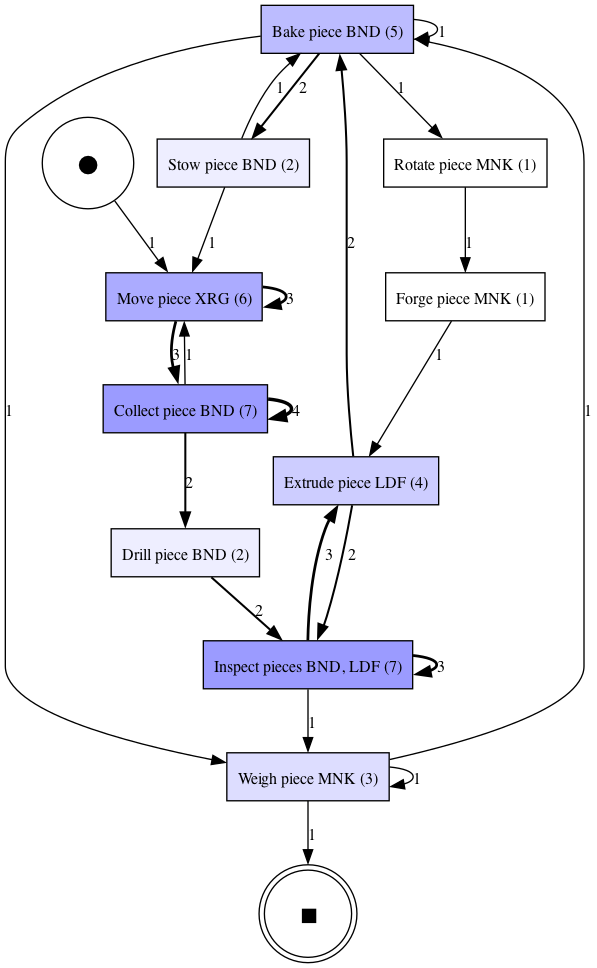 Bake piece BND (5)
1
1
2
1
Stow piece BND (2)
Rotate piece MNK (1)
1
1
2
1
Move piece XRG (6)
3
Forge piece MNK (1)
3
1
1
Collect piece BND (7)
4
1
1
2
Extrude piece LDF (4)
Drill piece BND (2)
3
2
2
Inspect pieces BND, LDF (7)
3
1
Weigh piece MNK (3)
1
1